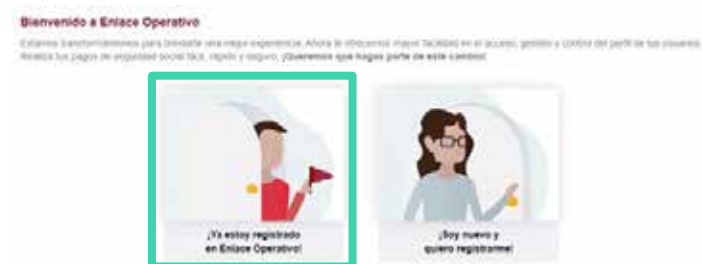 Bienvenido a Enlace Operativo
Estamos transformándonos para brindarte una mejor experiencia. Ahora te ofrecemos mayor facilidad en el acceso, gestión y control del perfil de tus usuarios.
Realiza tus pagos de seguridad social fácil, rápido y seguro, ¡Queremos que hagas parte de este cambio!
¡Ya estoy registrado
en Enlace Operativo!
¡Soy nuevo y
quiero registrarme!